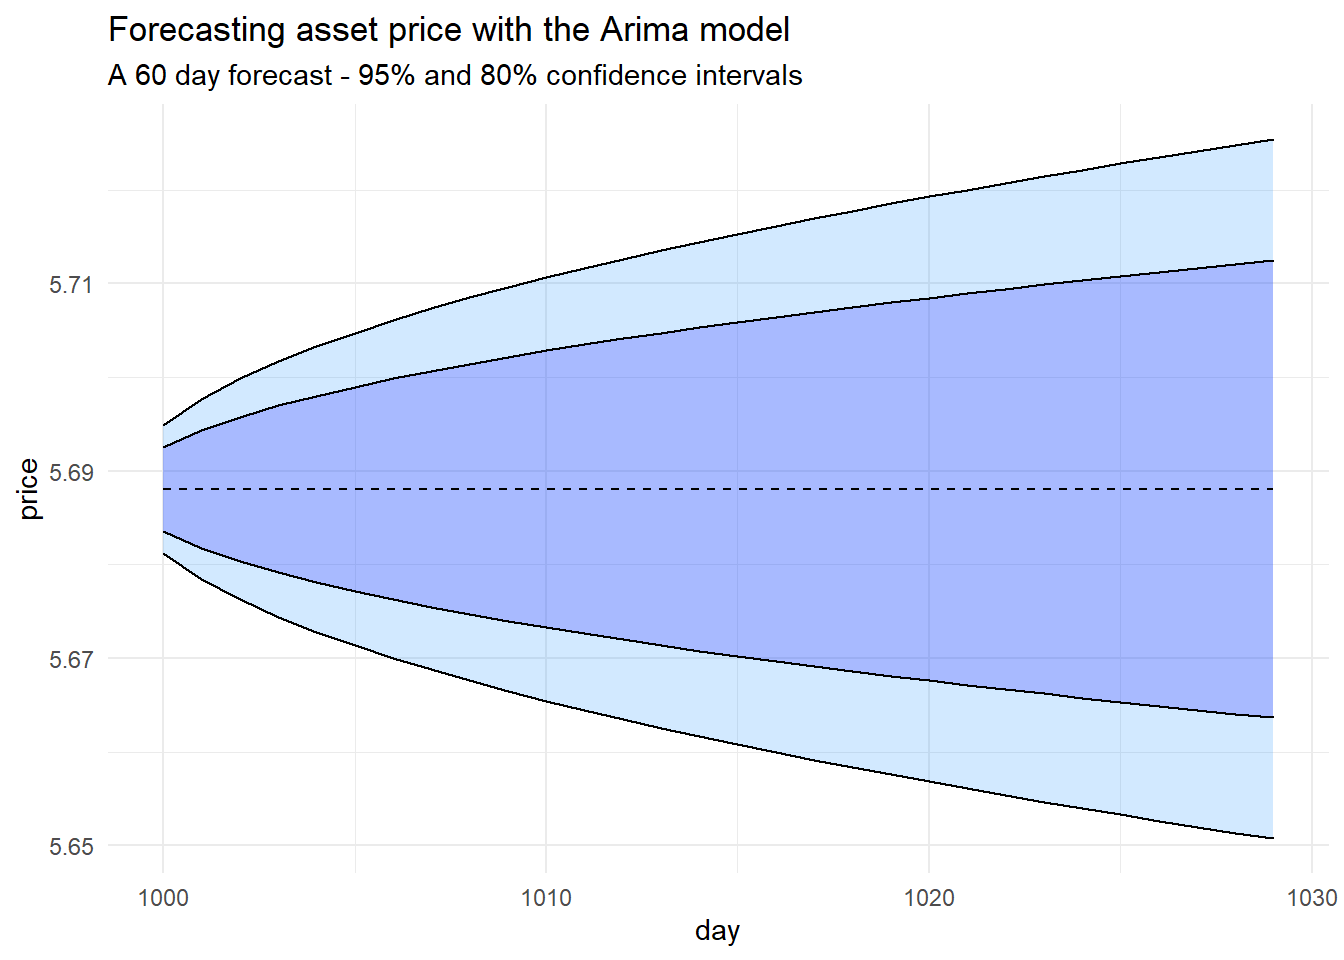 Forecasting asset price with the Arima model
A 60 day forecast - 95% and 80% confidence intervals
price
5.71
5.69
5.67
5.65
1000 1010 1020 1030
day